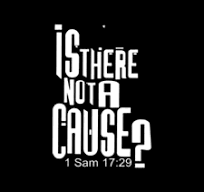 iS THERE
NOT A
CAUSE?
1 Sam 17:29